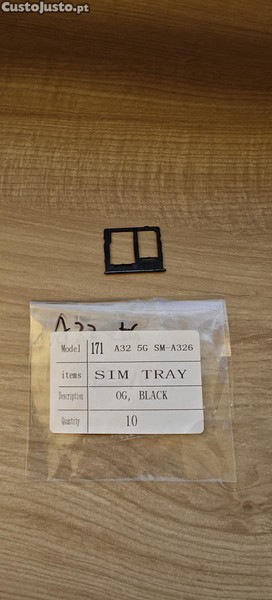 CustoJusto.pt
Model 171 A32 5G SM-A326
items SIM TRAY
Description OG, BLACK
Quantity 10